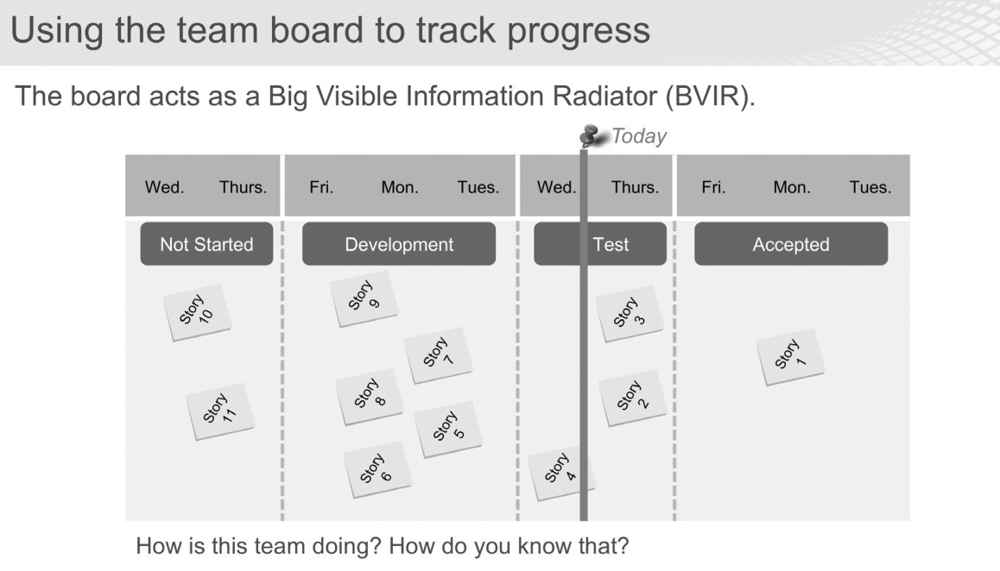 Using the team board to track progress
The board acts as a Big Visible Information Radiator (BVIR).
Today
Wed. Thurs. Fri. Mon. Tues. Wed. Thurs. Fri. Mon. Tues.
Not Started Development Test Accepted
Story 10
Story 11
Story 9
Story 7
Story 8
Story 5
Story 6
Story 3
Story 2
Story 4
Story 1
How is this team doing? How do you know that?